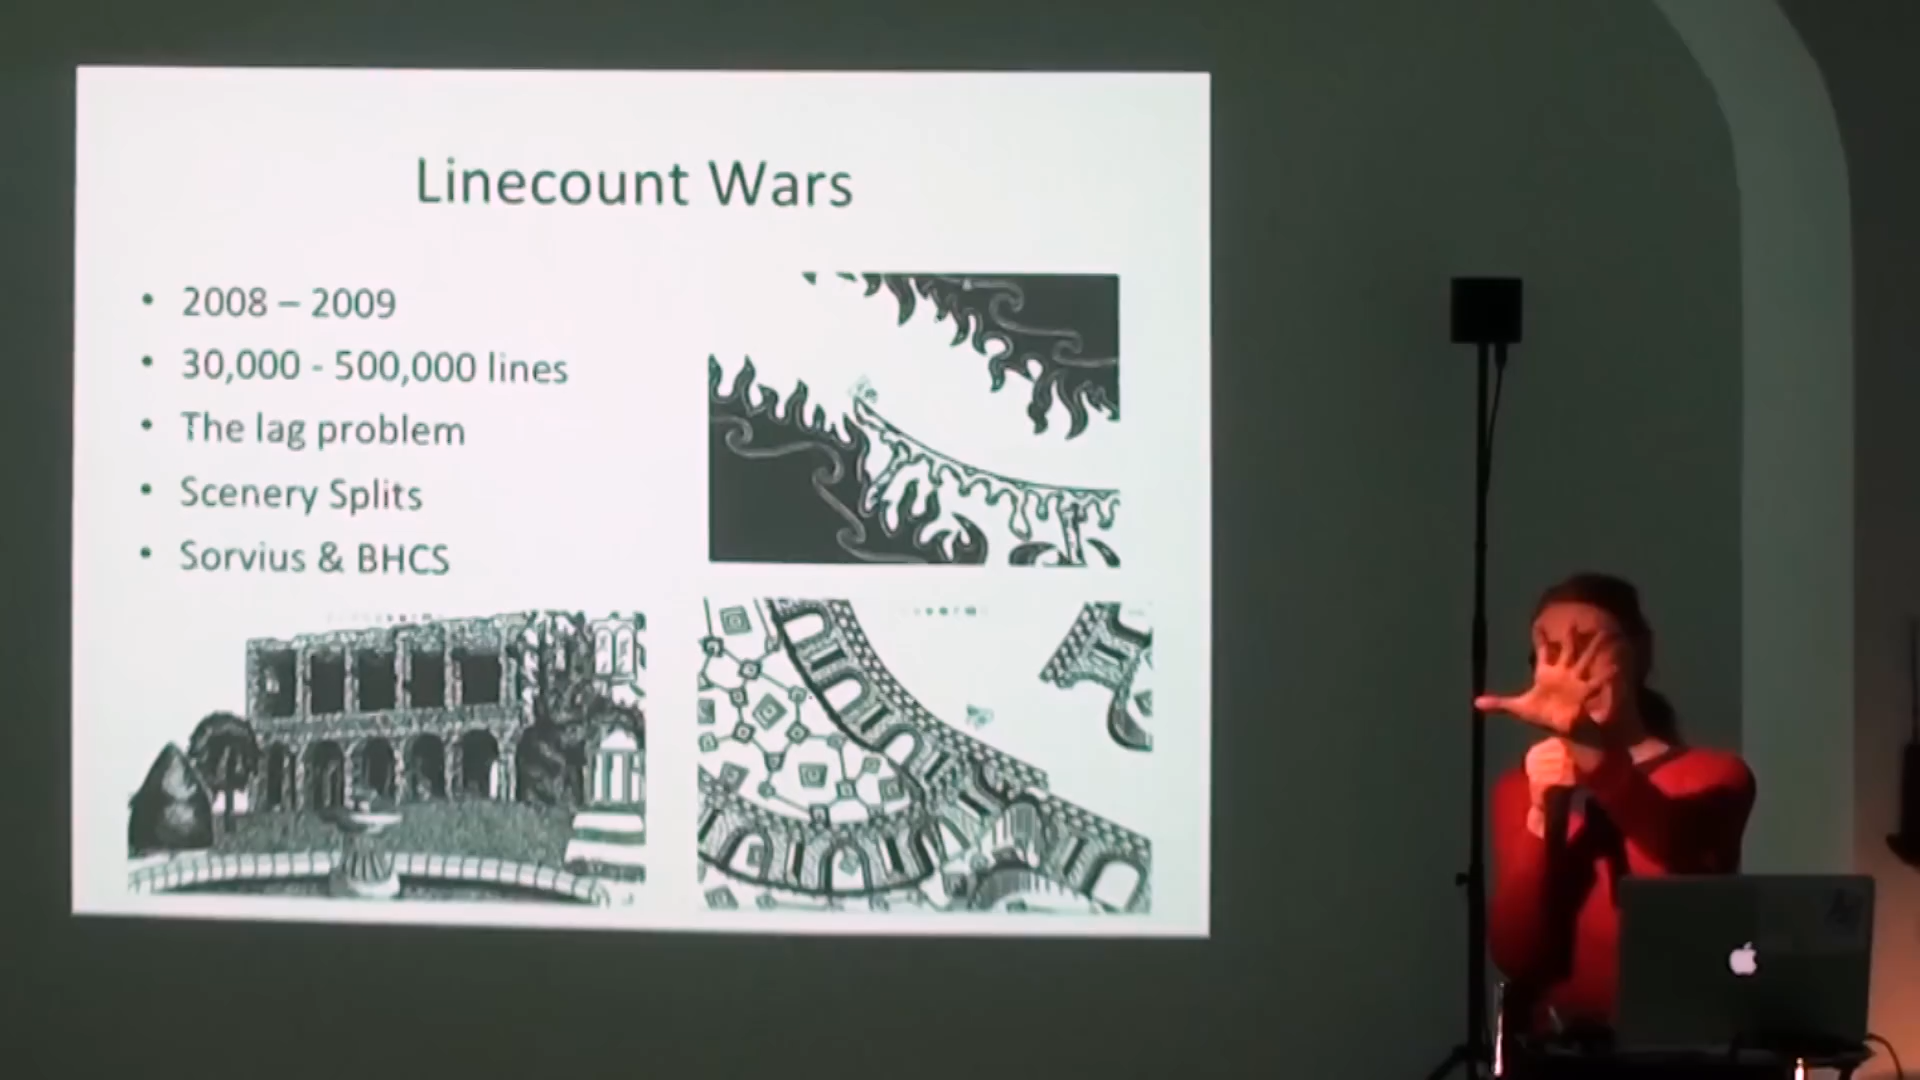 Linecount Wars
• 2008 – 2009
• 30,000 - 500,000 lines
• The lag problem
• Scenery Splits
• Sorvius & BHCS